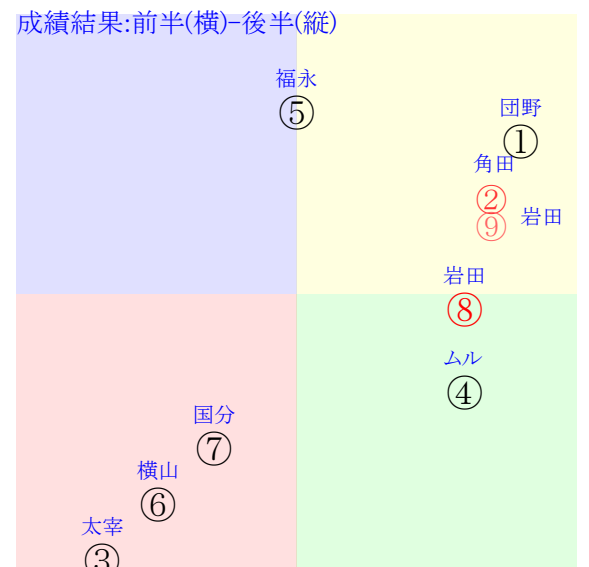 成績結果:前半(横)-後半(縦)
福永
⑤
団野
①
角田
②
⑨
岩田
岩田
⑧
ムル
④
国分
⑦
横山
⑥
太宰
③